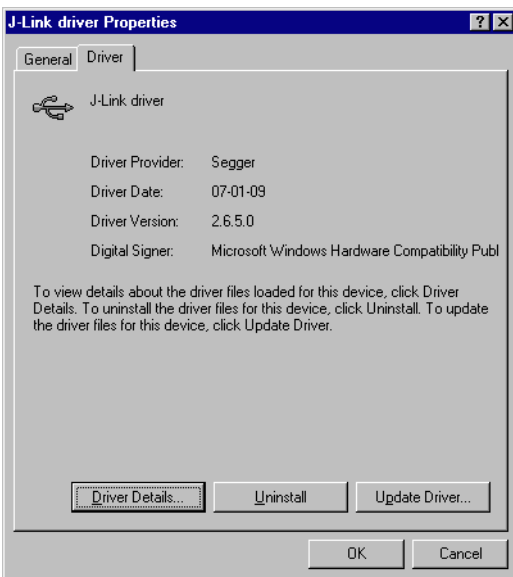 J-Link driver Properties
General Driver
J-Link driver
Driver Provider: Segger
Driver Date: 07-01-09
Driver Version: 2.6.5.0
Digital Signer: Microsoft Windows Hardware Compatibility Publ
To view details about the driver files loaded for this device, click Driver
Details. To uninstall the driver files for this device, click Uninstall. To update
the driver files for this device, click Update Driver.
Driver Details... Uninstall Update Driver...
OK Cancel